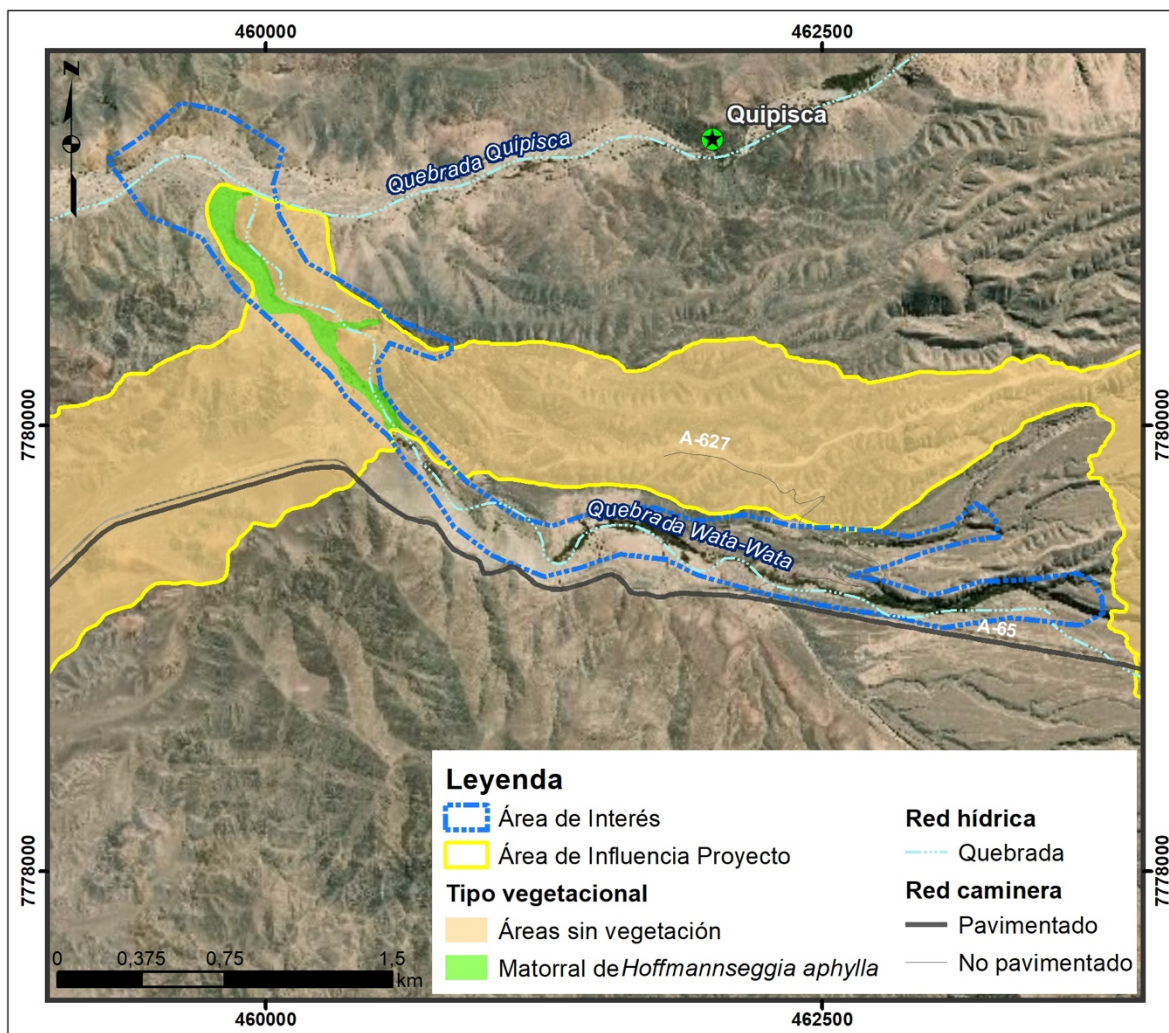 460000
462500
N
Quipisca
Quebrada Quipisca
7780000
7780000
A-627
Quebrada Wata-Wata
A-65
7778000
7778000
Leyenda
Área de Interés
Área de Influencia Proyecto
Tipo vegetacional
Áreas sin vegetación
Matorral de Hoffmannseggia aphylla
Red hídrica
Quebrada
Red caminera
Pavimentado
No pavimentado
0 0,375 0,75 1,5
km
460000
462500